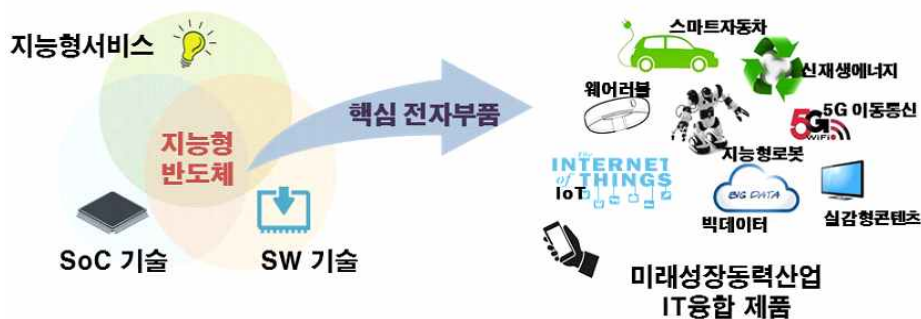 지능형서비스
지능형
반도체
SoC 기술
SW 기술
핵심 전자부품
스마트자동차
신재생에너지
웨어러블
5G 이동통신
5G
WiFi
지능형로봇
The
INTERNET
of THINGS
IoT
BIG DATA
빅데이터
실감형콘텐츠
미래성장동력산업
IT융합 제품